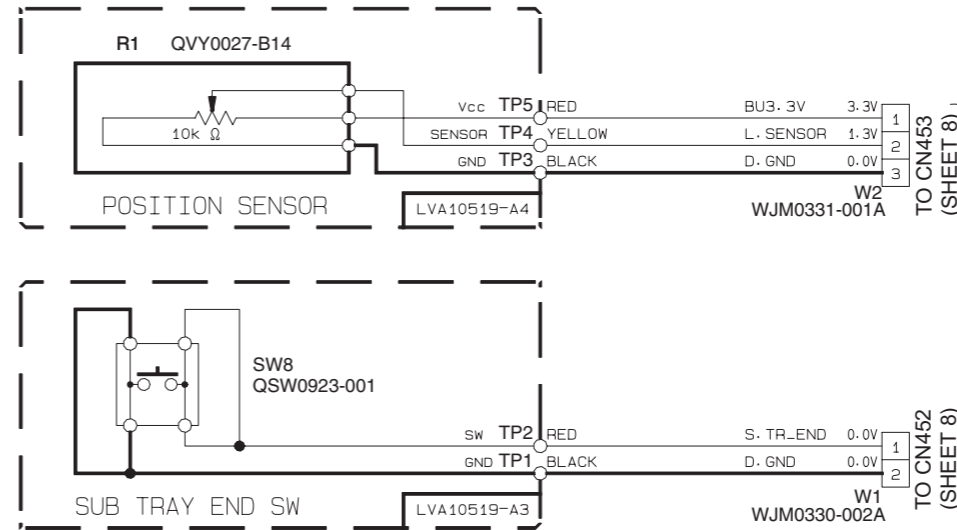 R1 QVY0027-B14
10k Ω
Vcc TP5 RED BU3.3V 3.3V 1
SENSOR TP4 YELLOW L.SENSOR 1.3V 2
GND TP3 BLACK D.GND 0.0V 3
POSITION SENSOR
LVA10519-A4
W2
WJM0331-001A
TO CN453
(SHEET 8)
SW8
QSW0923-001
SW TP2 RED S.TR_END 0.0V 1
GND TP1 BLACK D.GND 0.0V 2
SUB TRAY END SW
LVA10519-A3
W1
WJM0330-002A
TO CN452
(SHEET 8)